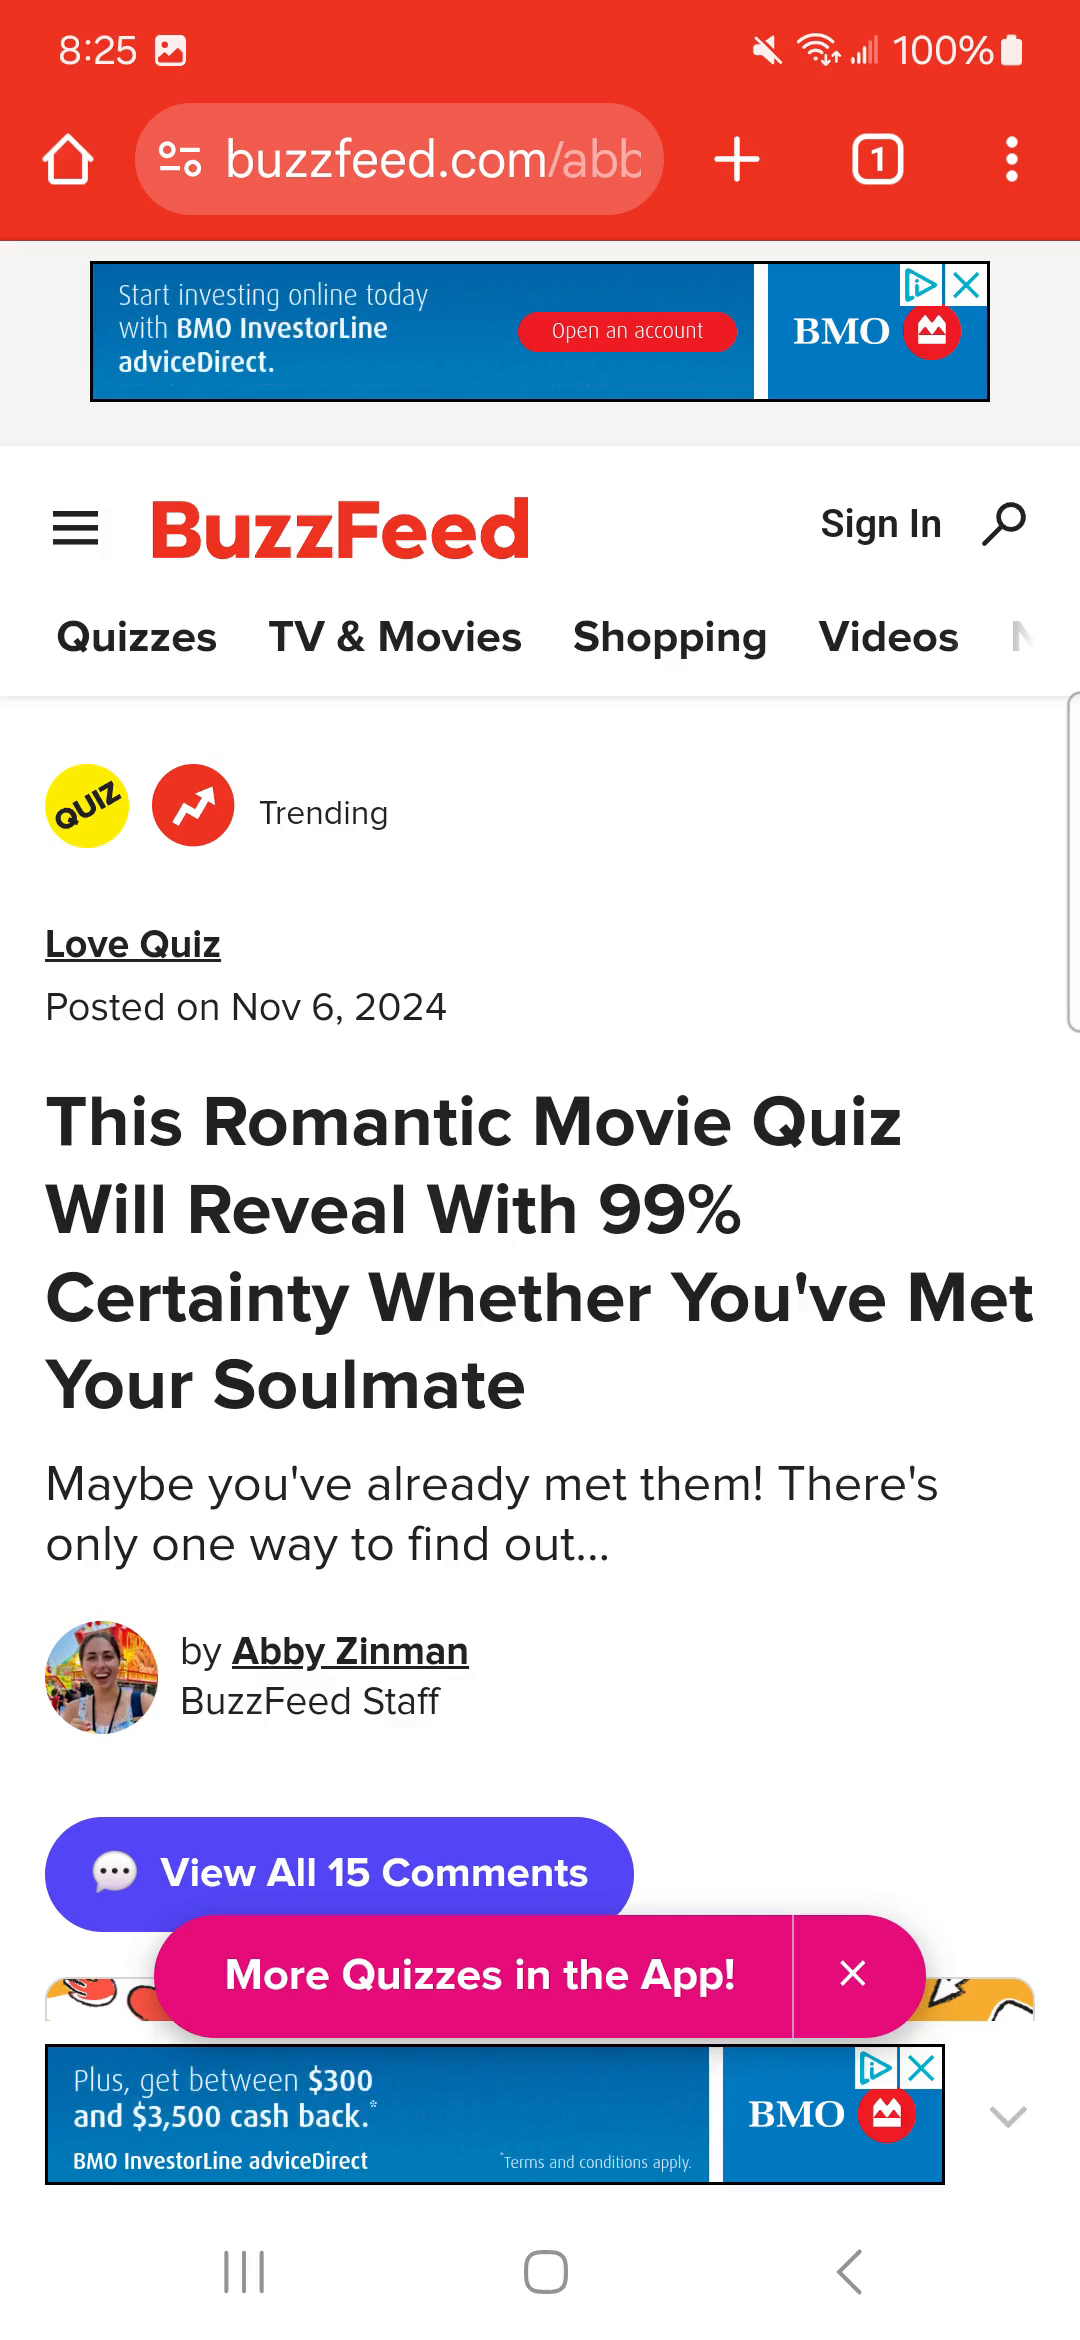 8:25
100%
buzzfeed.com/abb
1
Start investing online today
with BMO InvestorLine
adviceDirect.
Open an account
BMO
BuzzFeed
Sign In
Quizzes TV & Movies Shopping Videos
QUIZ
Trending
Love Quiz
Posted on Nov 6, 2024
This Romantic Movie Quiz
Will Reveal With 99%
Certainty Whether You've Met
Your Soulmate
Maybe you've already met them! There's
only one way to find out...
by Abby Zinman
BuzzFeed Staff
View All 15 Comments
More Quizzes in the App!
Plus, get between $300
and $3,500 cash back.*
BMO InvestorLine adviceDirect
*Terms and conditions apply.
BMO